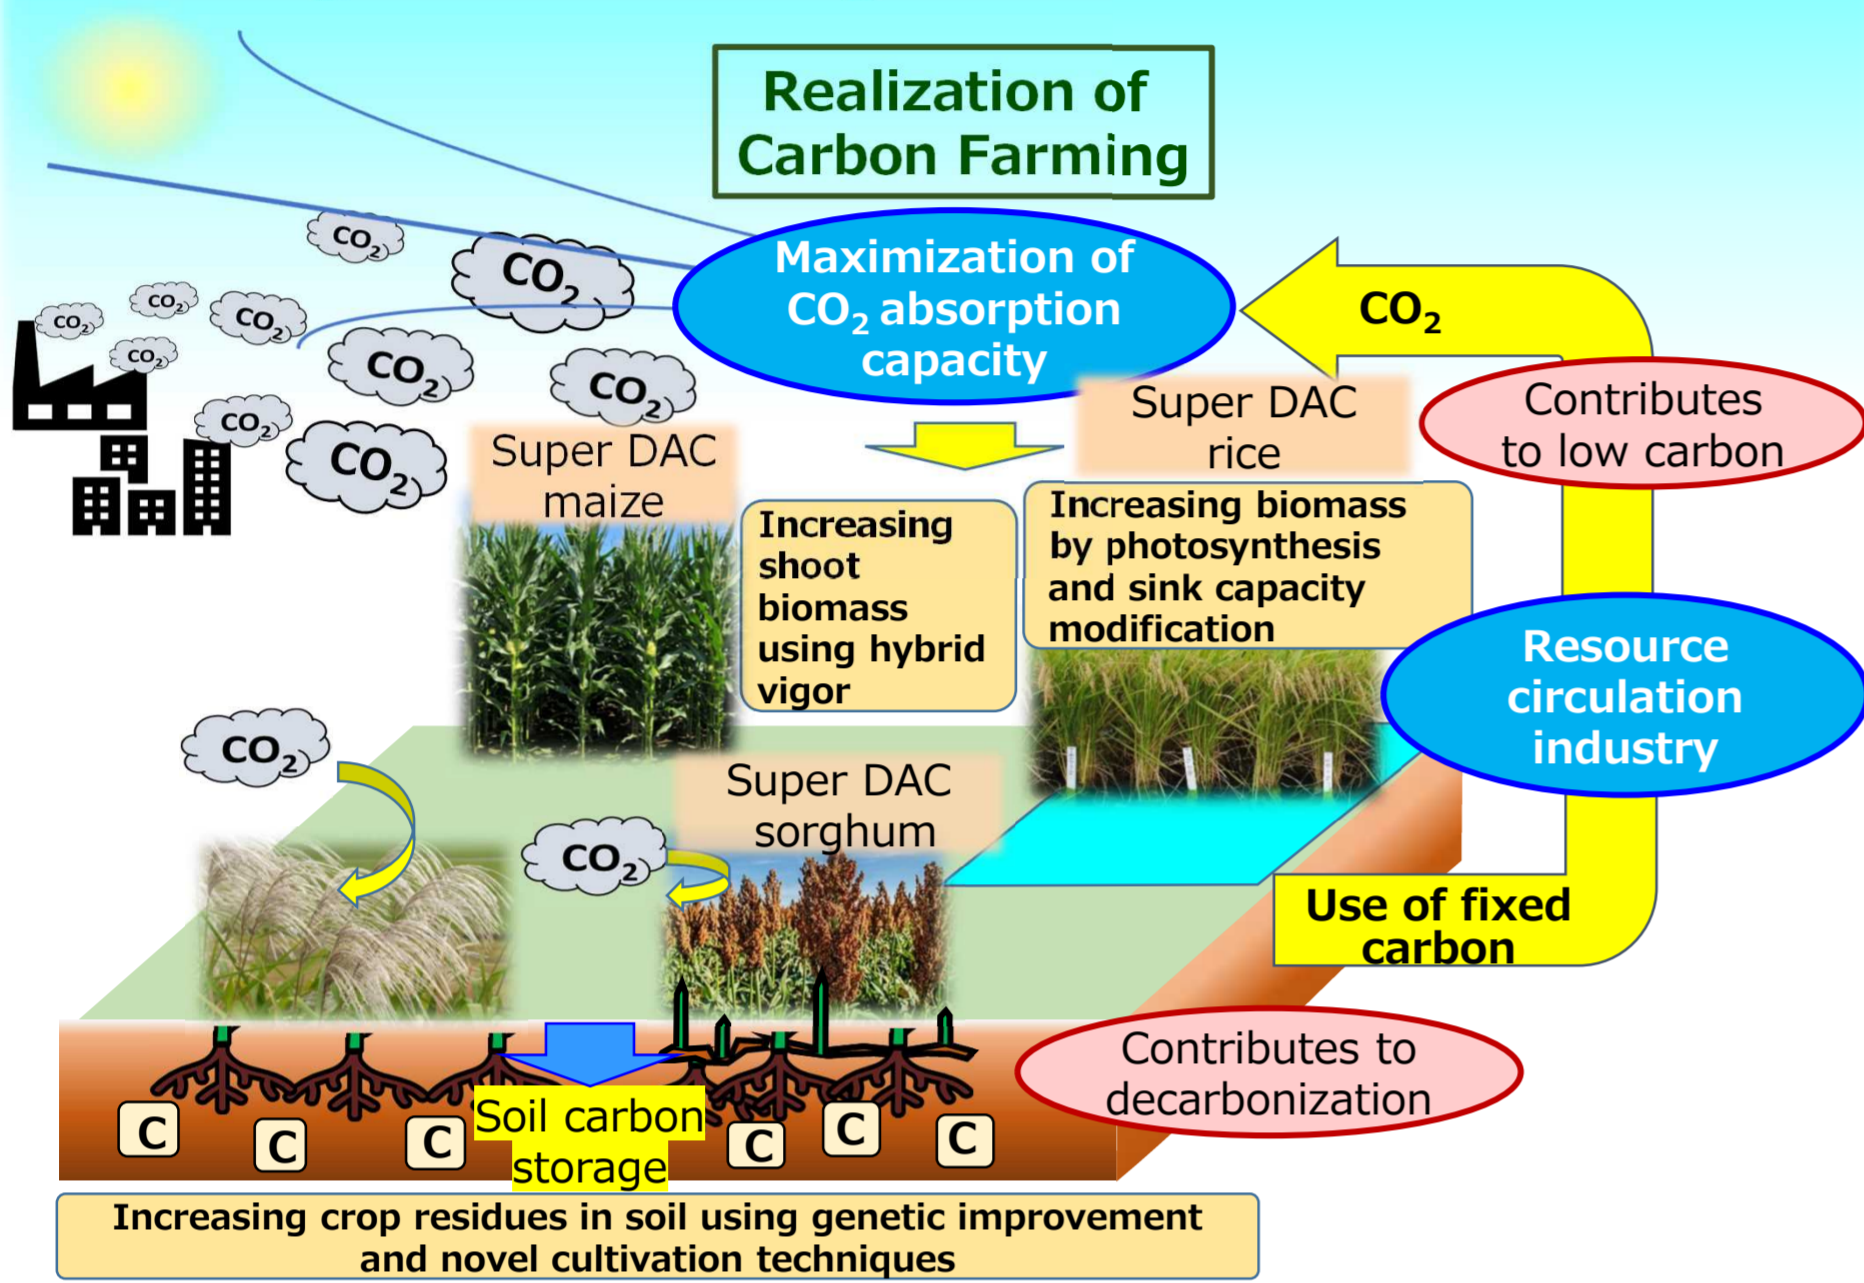 Realization of
Carbon Farming
Maximization of
CO₂ absorption
capacity
CO₂
CO₂
CO₂
CO₂
CO₂
CO₂
CO₂
CO₂
CO₂
CO₂
CO₂
Contributes
to low carbon
Super DAC
maize
Super DAC
rice
Increasing
shoot
biomass
using hybrid
vigor
Increasing biomass
by photosynthesis
and sink capacity
modification
Resource
circulation
industry
CO₂
Super DAC
sorghum
CO₂
Use of fixed
carbon
Contributes to
decarbonization
Soil carbon
storage
C
C
C
C
C
C
Increasing crop residues in soil using genetic improvement
and novel cultivation techniques